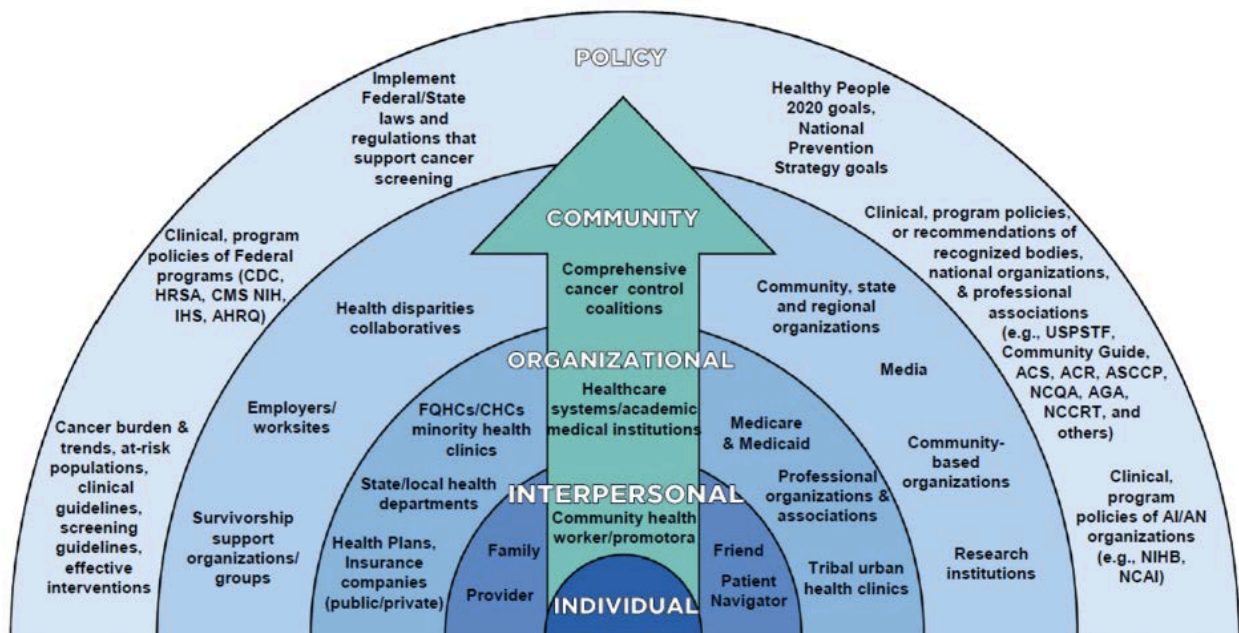 POLICY
Implement
Federal/State
laws and
regulations that
support cancer
screening
Healthy People
2020 goals,
National
Prevention
Strategy goals
Clinical, program
policies of Federal
programs (CDC,
HRSA, CMS NIH,
IHS, AHRQ)
Clinical, program policies,
or recommendations of
recognized bodies,
national organizations,
& professional
associations
(e.g., USPSTF,
Community Guide,
ACS, ACR, ASCCP,
NCQA, AGA,
NCCRT, and
others)
Cancer burden &
trends, at-risk
populations,
clinical
guidelines,
screening
guidelines,
effective
interventions
Clinical,
program
policies of AI/AN
organizations
(e.g., NIHB,
NCAI)
COMMUNITY
Comprehensive
cancer control
coalitions
Health disparities
collaboratives
Community, state
and regional
organizations
Employers/
worksites
Media
Survivorship
support
organizations/
groups
Community-
based
organizations
Research
institutions
ORGANIZATIONAL
Healthcare
systems/academic
medical institutions
FQHCs/CHCs
minority health
clinics
Medicare
& Medicaid
State/local health
departments
Professional
organizations &
associations
Health Plans,
Insurance
companies
(public/private)
Tribal urban
health clinics
INTERPERSONAL
Community health
worker/promotora
Family
Friend
Provider
Patient
Navigator
INDIVIDUAL